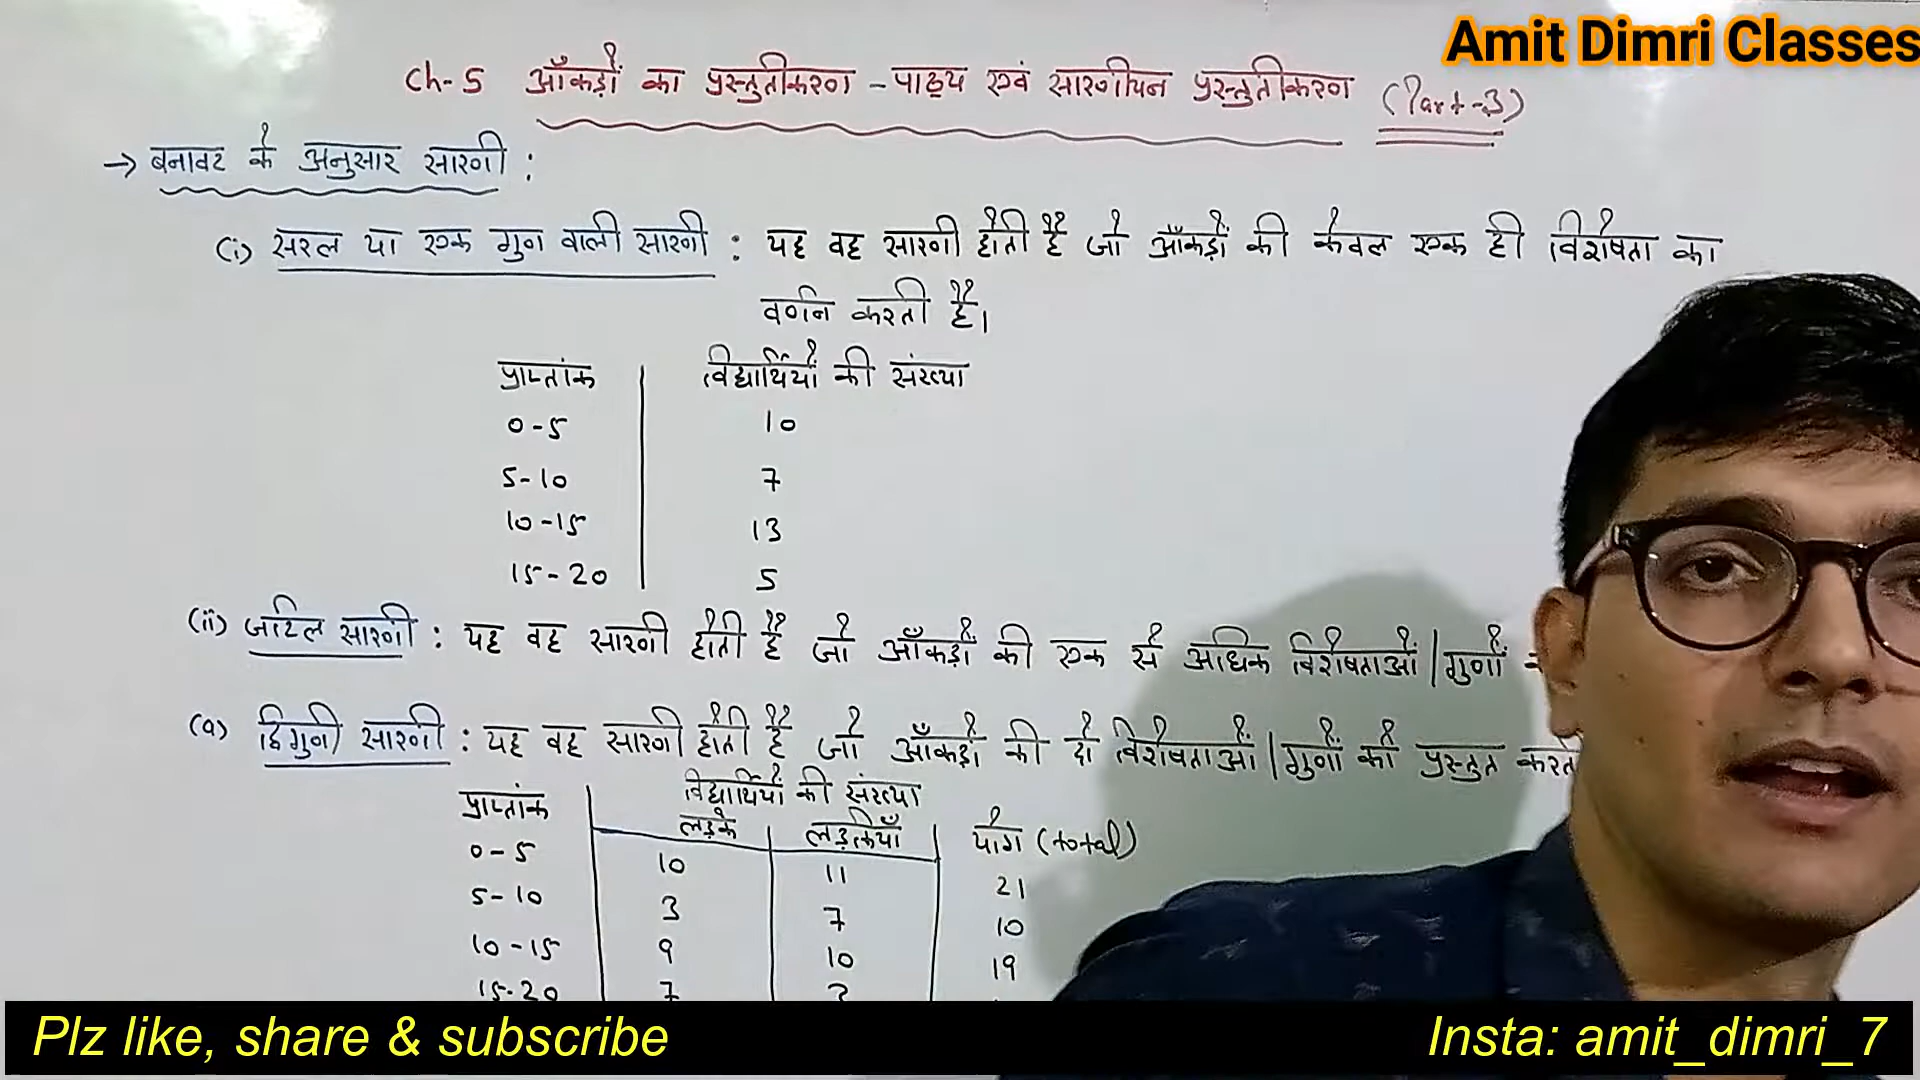 Amit Dimri Classes
Ch-5 आँकड़ों का प्रस्तुतीकरण - पाठ्य एवं सारणीयन प्रस्तुतीकरण (Part-3)
→ बनावट के अनुसार सारणी :
(i) सरल या एक गुण वाली सारणी : यह वह सारणी होती है जो आँकड़ों की केवल एक ही विशेषता का
वर्णन करती है।
प्राप्तांक विद्यार्थियों की संख्या
0-5 10
5-10 7
10-15 13
15-20 5
(ii) जटिल सारणी : यह वह सारणी होती है जो आँकड़ों की एक से अधिक विशेषताओं|गुणों
(a) द्विगुणी सारणी : यह वह सारणी होती है जो आँकड़ों की दो विशेषताओं|गुणों को प्रस्तुत करते
प्राप्तांक विद्यार्थियों की संख्या
लड़के लड़कियाँ योग (total)
0-5 10 11 21
5-10 3 7 10
10-15 9 10 19
15-20 7
Plz like, share & subscribe Insta: amit_dimri_7